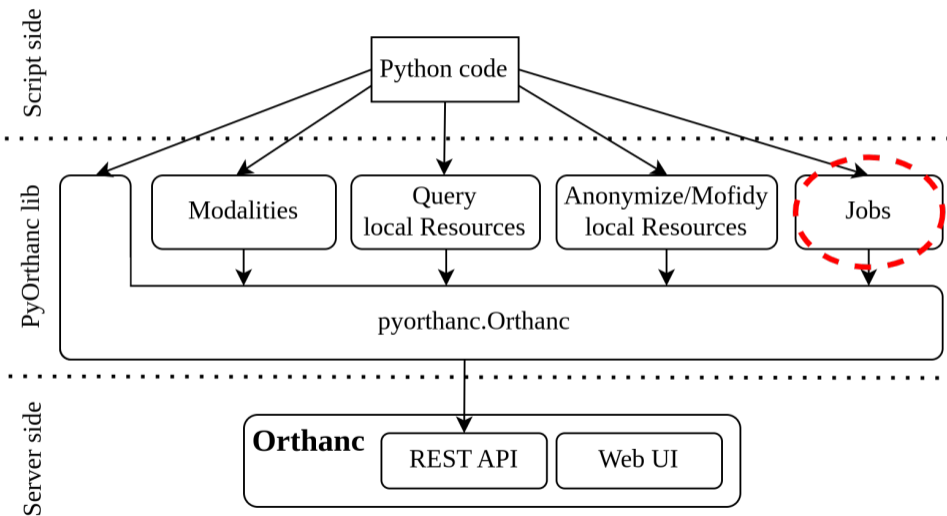 Script side
Python code
PyOrthanc lib
Modalities
Query
local Resources
Anonymize/Mofidy
local Resources
Jobs
pyorthanc.Orthanc
Server side
Orthanc
REST API
Web UI